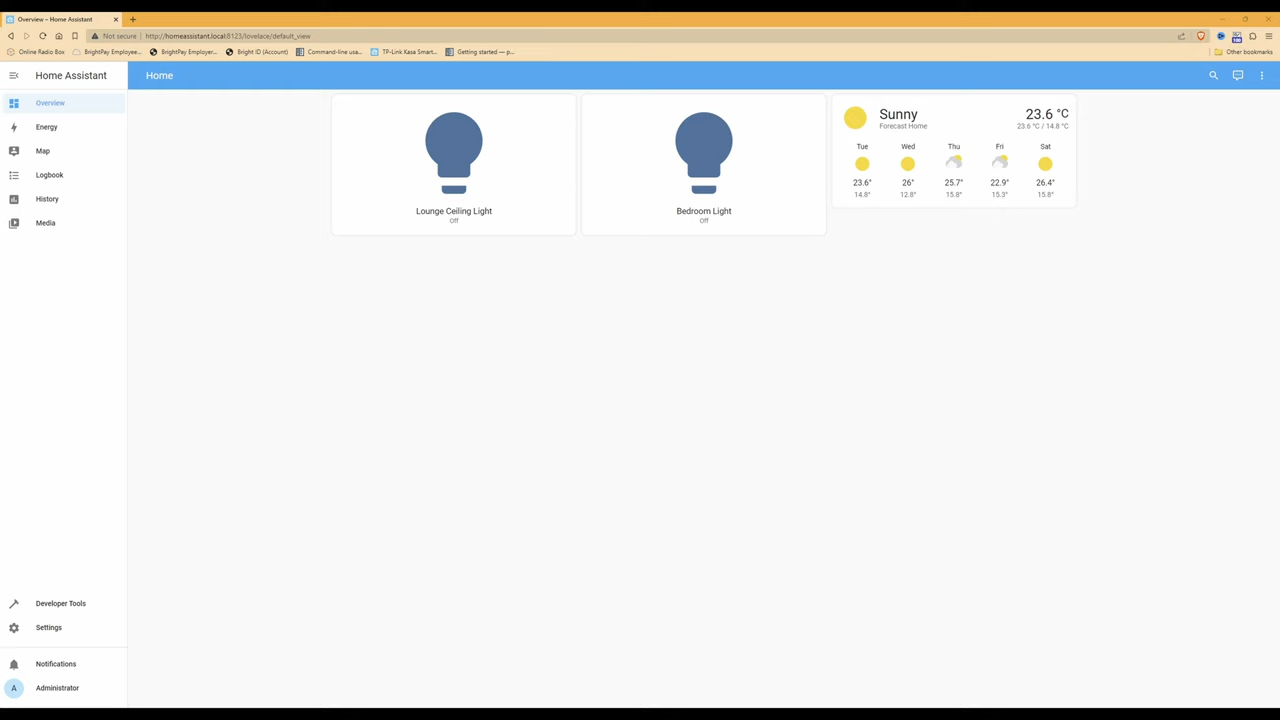 Overview – Home Assistant
Not secure
http://homeassistant.local:8123/lovelace/default_view
Online Radio Box
BrightPay Employee...
BrightPay Employer...
Bright ID (Account)
Command-line usa...
TP-Link Kasa Smart...
Getting started — p...
Other bookmarks
Home Assistant
Home
Overview
Energy
Map
Logbook
History
Media
Developer Tools
Settings
Notifications
A Administrator
Lounge Ceiling Light
Off
Bedroom Light
Off
Sunny 23.6 °C
Forecast Home 23.6 °C / 14.8 °C
Tue Wed Thu Fri Sat
23.6° 26° 25.7° 22.9° 26.4°
14.8° 12.8° 15.8° 15.3° 15.8°